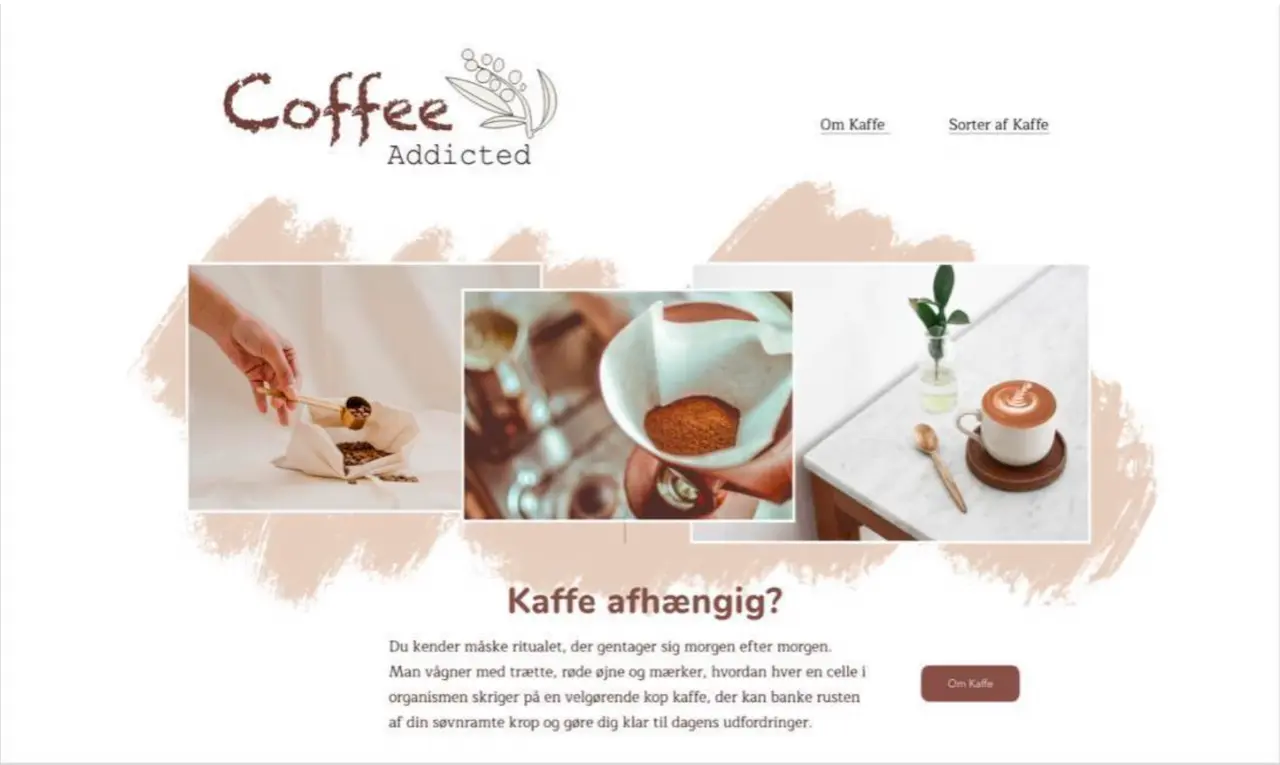 Coffee
Addicted
Om Kaffe
Sorter af Kaffe
Kaffe afhængig?
Du kender måske ritualet, der gentager sig morgen efter morgen.
Man vågner med trætte, røde øjne og mærker, hvordan hver en celle i
organismen skriger på en velgørende kop kaffe, der kan banke rusten
af din søvnramte krop og gøre dig klar til dagens udfordringer.
Om Kaffe